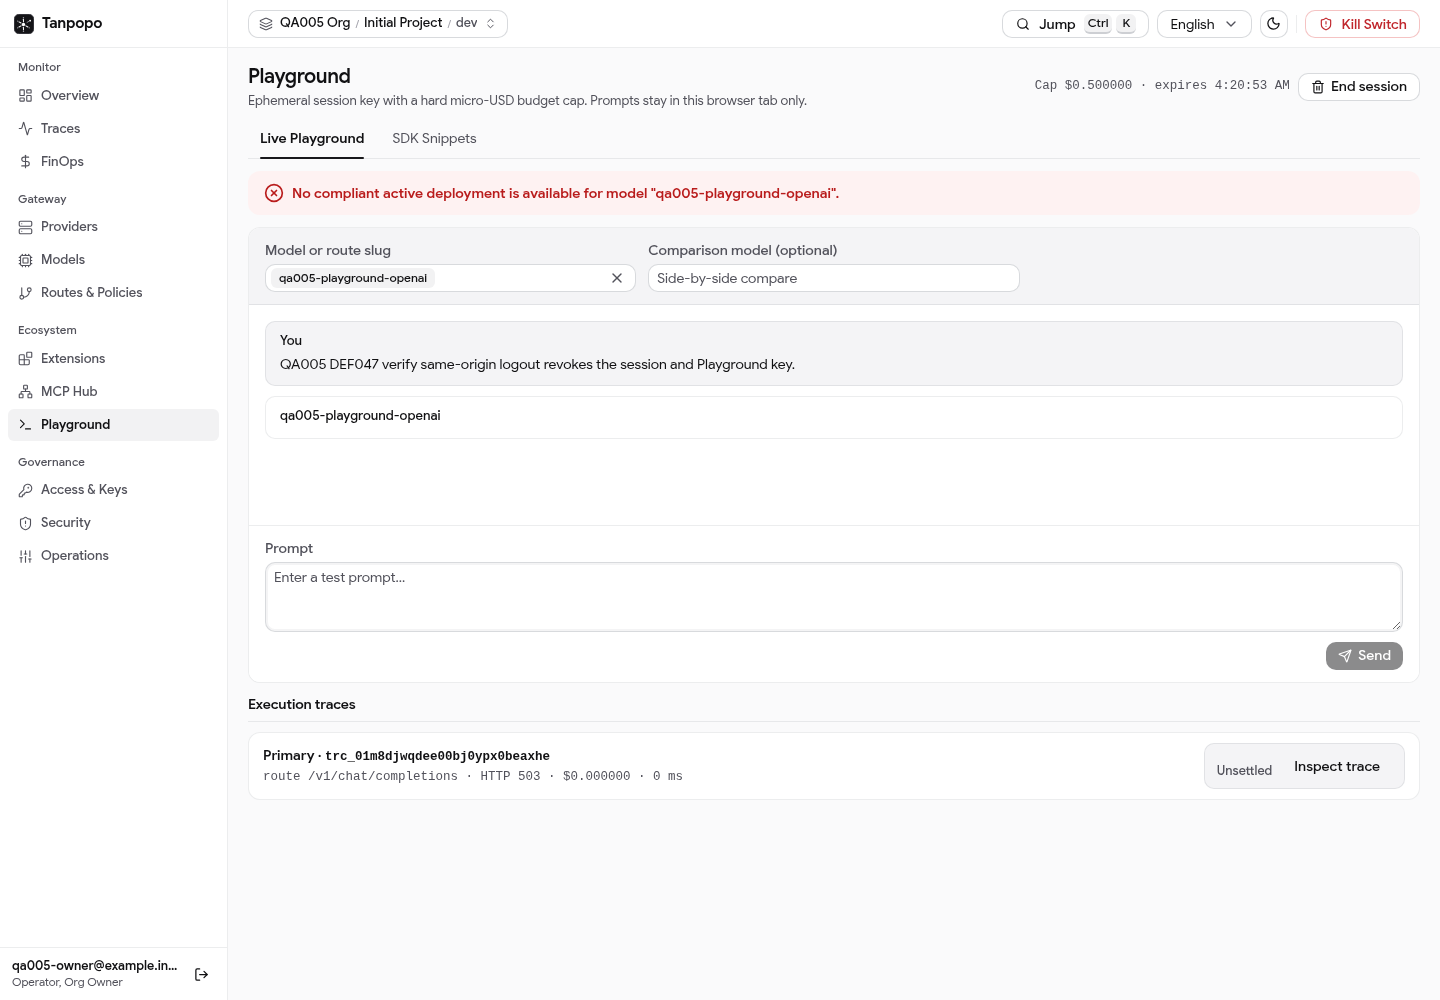 Tanpopo
QA005 Org / Initial Project / dev
Jump Ctrl K
English
Kill Switch
Monitor
Overview
Traces
FinOps
Gateway
Providers
Models
Routes & Policies
Ecosystem
Extensions
MCP Hub
Playground
Governance
Access & Keys
Security
Operations
qa005-owner@example.in...
Operator, Org Owner
Playground
Ephemeral session key with a hard micro-USD budget cap. Prompts stay in this browser tab only.
Cap $0.500000 · expires 4:20:53 AM
End session
Live Playground
SDK Snippets
No compliant active deployment is available for model "qa005-playground-openai".
Model or route slug
qa005-playground-openai
Comparison model (optional)
Side-by-side compare
You
QA005 DEF047 verify same-origin logout revokes the session and Playground key.
qa005-playground-openai
Prompt
Enter a test prompt...
Send
Execution traces
Primary · trc_01m8djwqdee00bj0ypx0beaxhe
route /v1/chat/completions · HTTP 503 · $0.000000 · 0 ms
Unsettled
Inspect trace